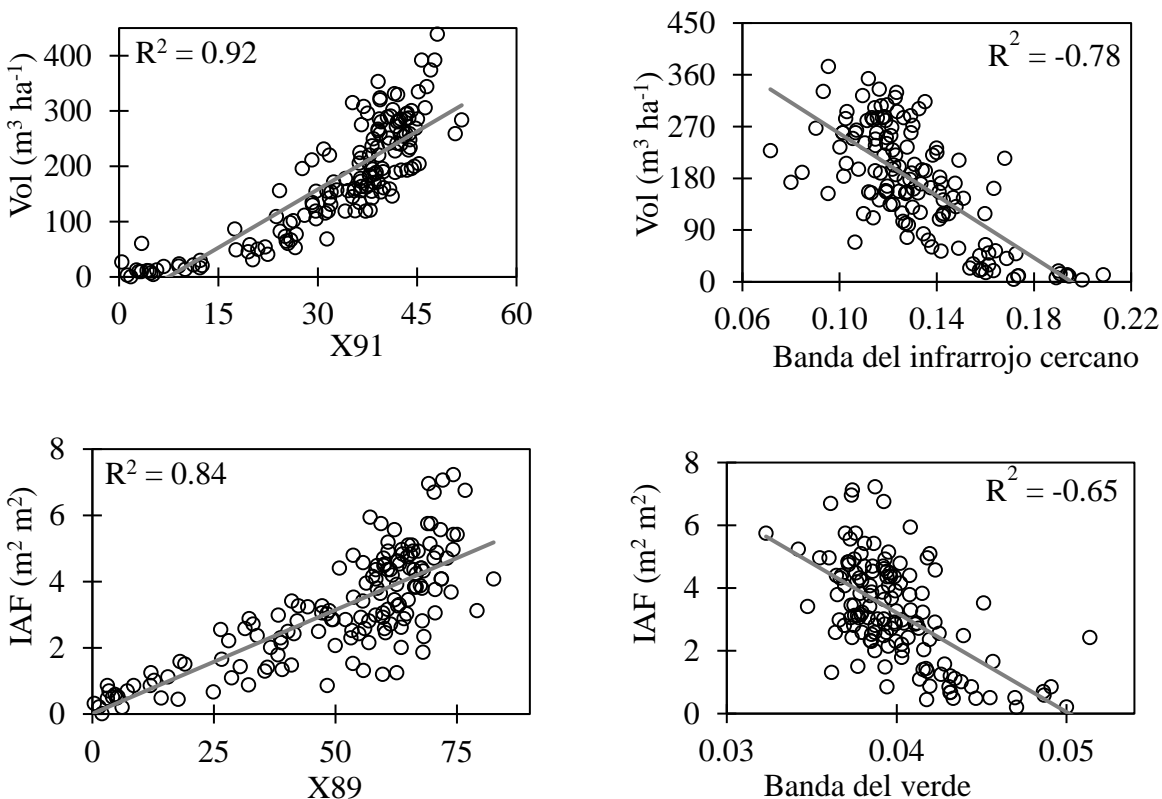 R² = 0.92
Vol (m³ ha⁻¹)
400
300
200
100
0
0 15 30 45 60
X91
R² = -0.78
Vol (m³ ha⁻¹)
450
360
270
180
90
0
0.06 0.10 0.14 0.18 0.22
Banda del infrarrojo cercano
R² = 0.84
IAF (m² m²)
8
6
4
2
0
0 25 50 75
X89
R² = -0.65
IAF (m² m²)
8
6
4
2
0
0.03 0.04 0.05
Banda del verde